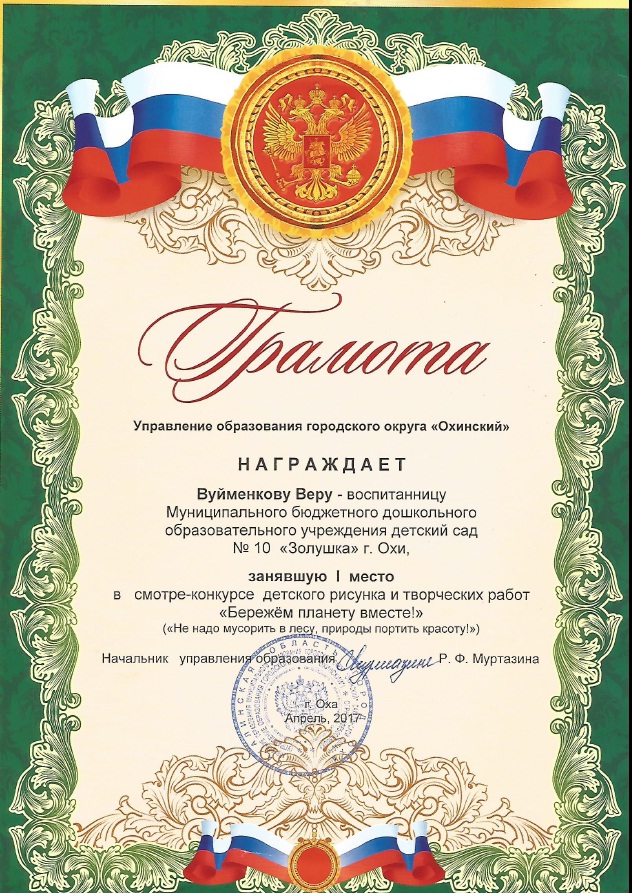 Грамота
Управление образования городского округа «Охинский»
НАГРАЖДАЕТ
Вуйменкову Веру - воспитанницу
Муниципального бюджетного дошкольного
образовательного учреждения детский сад
№ 10 «Золушка» г. Охи,
занявшую I место
в смотре-конкурсе детского рисунка и творческих работ
«Бережём планету вместе!»
(«Не надо мусорить в лесу, природы портить красоту!»)
Начальник управления образования Р. Ф. Муртазина
г. Оха
Апрель, 2017